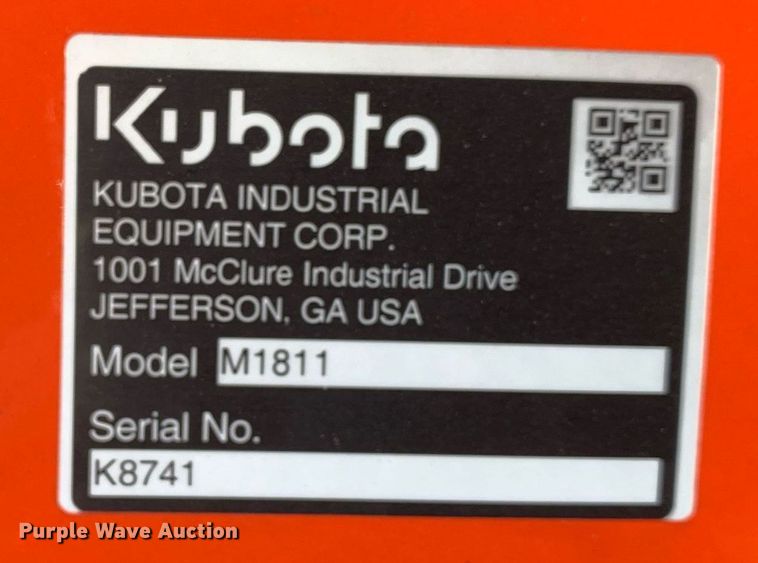 Kubota
KUBOTA INDUSTRIAL
EQUIPMENT CORP.
1001 McClure Industrial Drive
JEFFERSON, GA USA
Model M1811
Serial No.
K8741
Purple Wave Auction